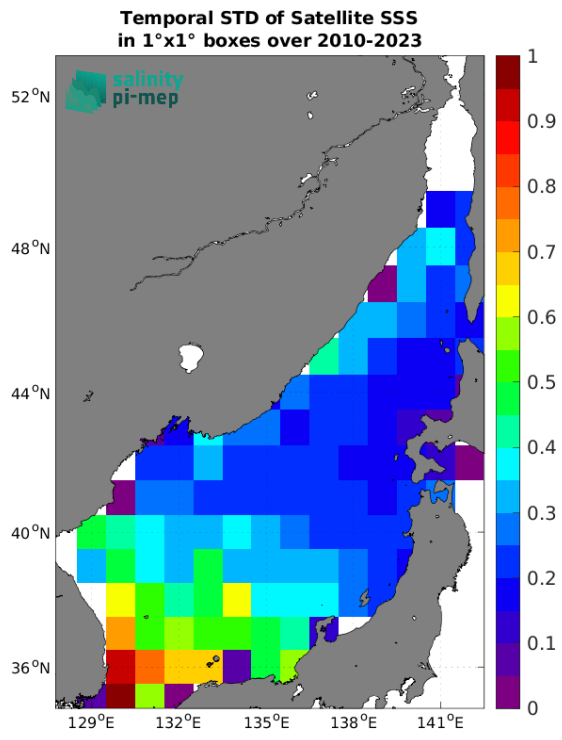 Temporal STD of Satellite SSS
in 1°x1° boxes over 2010-2023
salinity
pi-mep
52°N
48°N
44°N
40°N
36°N
129°E
132°E
135°E
138°E
141°E
1
0.9
0.8
0.7
0.6
0.5
0.4
0.3
0.2
0.1
0